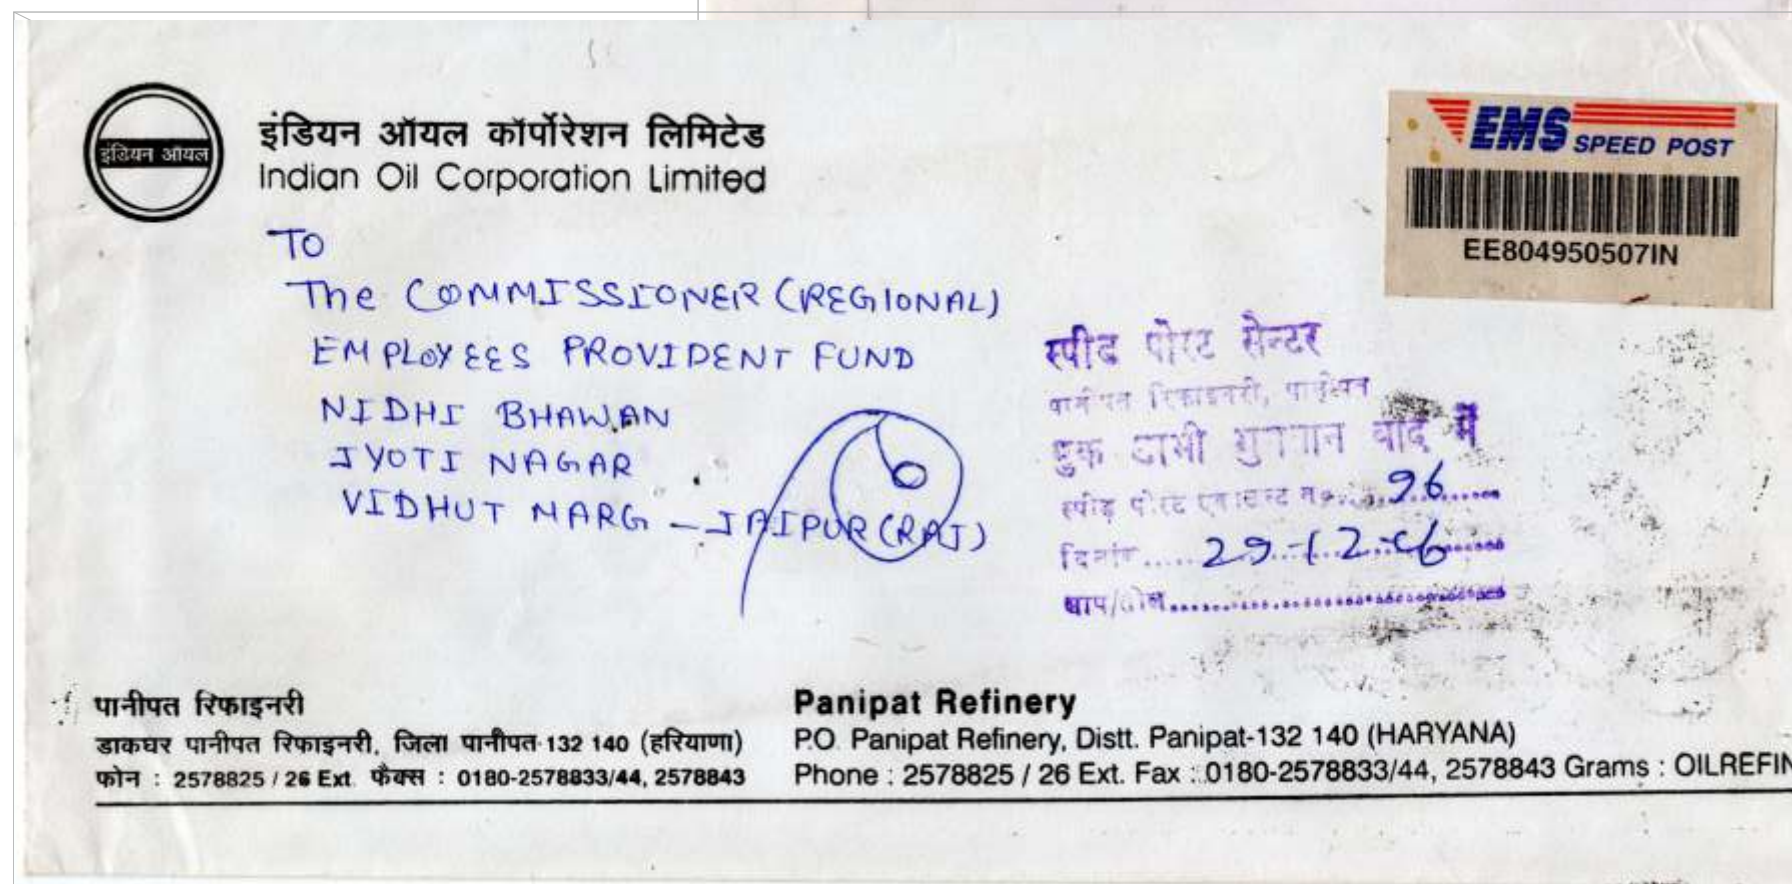 इंडियन ऑयल
इंडियन ऑयल कॉर्पोरेशन लिमिटेड
Indian Oil Corporation Limited
EMS SPEED POST
EE804950507IN
TO
The COMMISSIONER (REGIONAL)
EMPLOYEES PROVIDENT FUND
NIDHI BHAWAN
JYOTI NAGAR
VIDHUT MARG - JAIPUR (RAJ)
स्पीड पोस्ट सेन्टर
पानीपत रिफाइनरी, पानीपत
बाद में
स्पीड पोस्ट 96
दिनांक ..... 29-12-06
पानीपत रिफाइनरी
डाकघर पानीपत रिफाइनरी, जिला पानीपत-132 140 (हरियाणा)
फोन : 2578825 / 26 Ext. फैक्स : 0180-2578833/44, 2578843
Panipat Refinery
P.O. Panipat Refinery, Distt. Panipat-132 140 (HARYANA)
Phone : 2578825 / 26 Ext. Fax : 0180-2578833/44, 2578843 Grams : OILREFIN